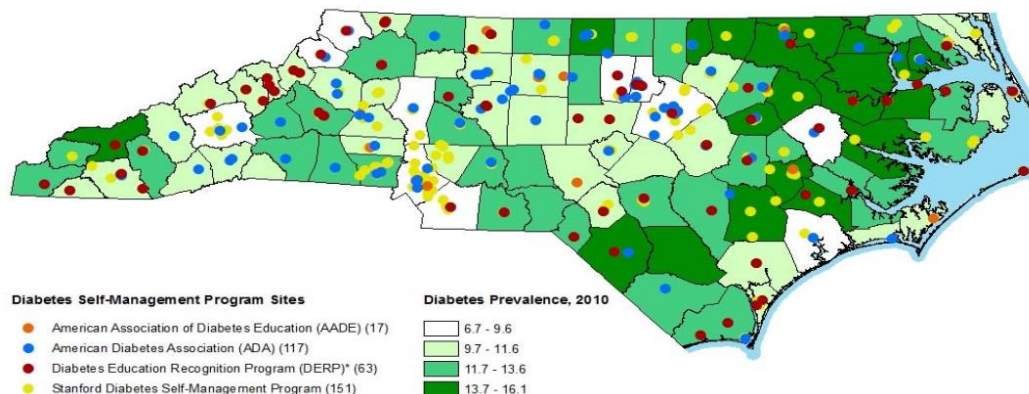 Diabetes Self-Management Program Sites
American Association of Diabetes Education (AADE) (17)
American Diabetes Association (ADA) (117)
Diabetes Education Recognition Program (DERP)* (63)
Stanford Diabetes Self-Management Program (151)
Diabetes Prevalence, 2010
6.7 - 9.6
9.7 - 11.6
11.7 - 13.6
13.7 - 16.1